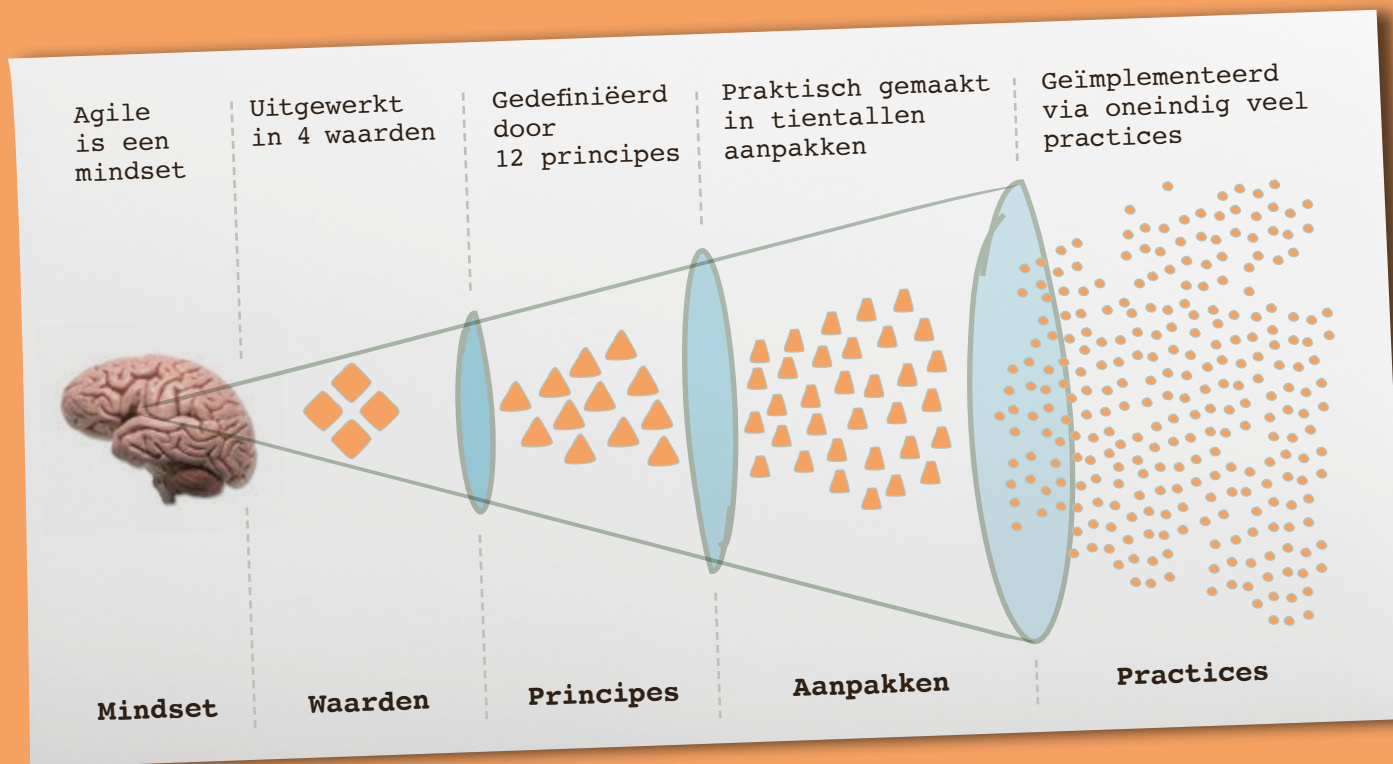 Agile
is een
mindset
Uitgewerkt
in 4 waarden
Gedefiniëerd
door
12 principes
Praktisch gemaakt
in tientallen
aanpakken
Geïmplementeerd
via oneindig veel
practices
Mindset
Waarden
Principes
Aanpakken
Practices